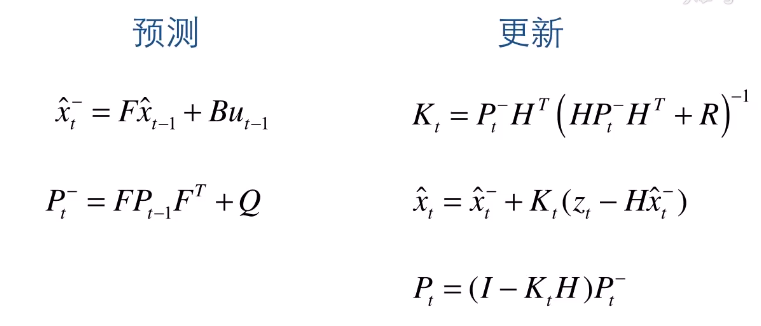 预测
x̂ₜ⁻ = Fx̂ₜ₋₁ + Buₜ₋₁
Pₜ⁻ = FPₜ₋₁Fᵀ + Q
更新
Kₜ = Pₜ⁻Hᵀ(HPₜ⁻Hᵀ + R)⁻¹
x̂ₜ = x̂ₜ⁻ + Kₜ(zₜ − Hx̂ₜ⁻)
Pₜ = (I − KₜH)Pₜ⁻